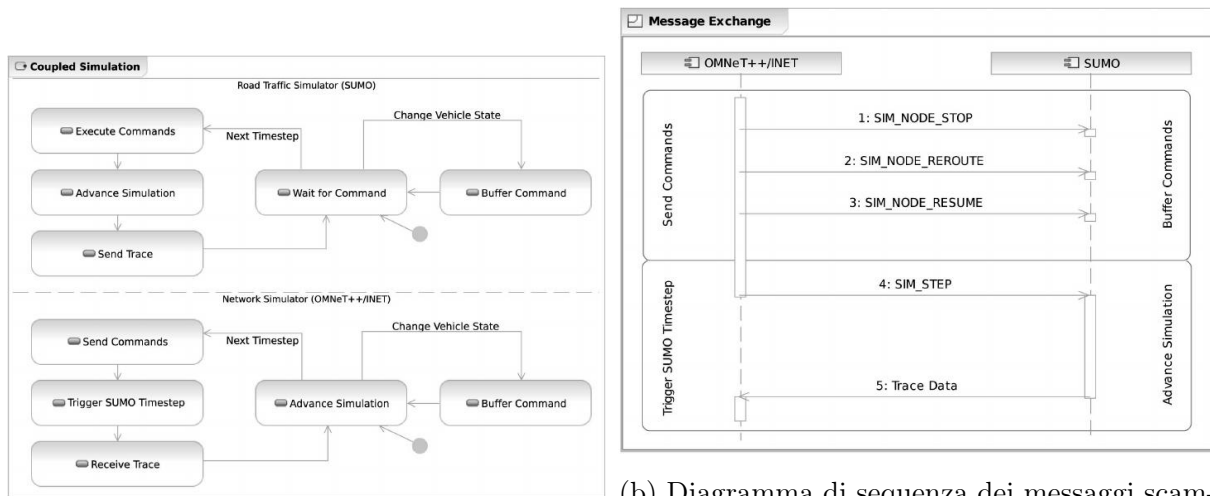 Coupled Simulation
Road Traffic Simulator (SUMO)
Change Vehicle State
Execute Commands
Next Timestep
Advance Simulation
Wait for Command
Buffer Command
Send Trace
Network Simulator (OMNeT++/INET)
Change Vehicle State
Send Commands
Next Timestep
Trigger SUMO Timestep
Advance Simulation
Buffer Command
Receive Trace
Message Exchange
OMNeT++/INET
SUMO
Send Commands
1: SIM_NODE_STOP
2: SIM_NODE_REROUTE
3: SIM_NODE_RESUME
Buffer Commands
Trigger SUMO Timestep
4: SIM_STEP
5: Trace Data
Advance Simulation
(b) Diagramma di sequenza dei messaggi scam-